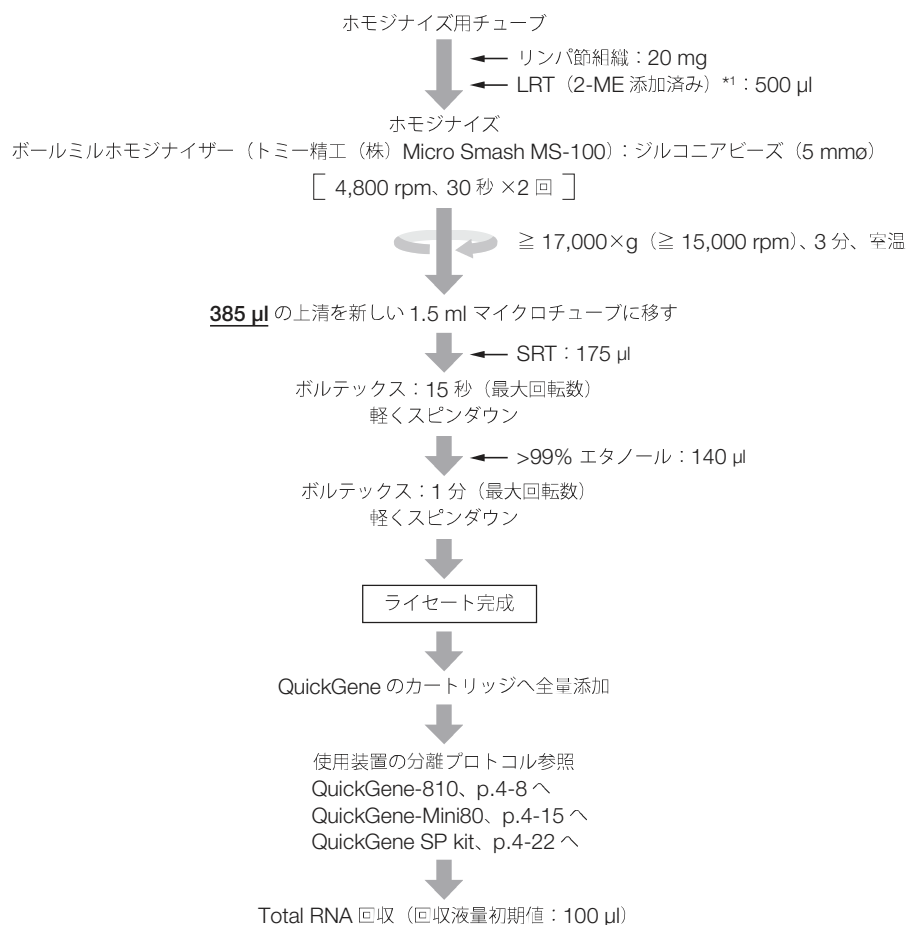 ホモジナイズ用チューブ
リンパ節組織：20 mg
LRT（2-ME 添加済み）*1：500 µl
ホモジナイズ
ボールミルホモジナイザー（トミー精工（株）Micro Smash MS-100）：ジルコニアビーズ（5 mmø）
［ 4,800 rpm、30 秒 ×2 回 ］
≧ 17,000×g（≧ 15,000 rpm）、3 分、室温
385 µl の上清を新しい 1.5 ml マイクロチューブに移す
SRT：175 µl
ボルテックス：15 秒（最大回転数）
軽くスピンダウン
>99% エタノール：140 µl
ボルテックス：1 分（最大回転数）
軽くスピンダウン
ライセート完成
QuickGene のカートリッジへ全量添加
使用装置の分離プロトコル参照
QuickGene-810、p.4-8 へ
QuickGene-Mini80、p.4-15 へ
QuickGene SP kit、p.4-22 へ
Total RNA 回収（回収液量初期値：100 µl）